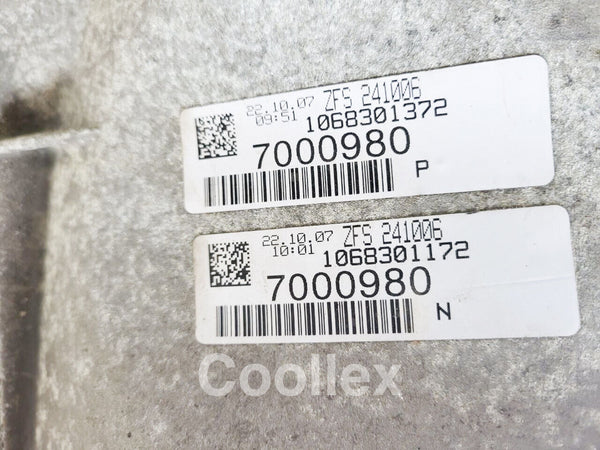 22.10.07 ZFS 241006
09:51 1068301372
7000980
P
22.10.07 ZFS 241006
10:01 1068301172
7000980
N
Coollex